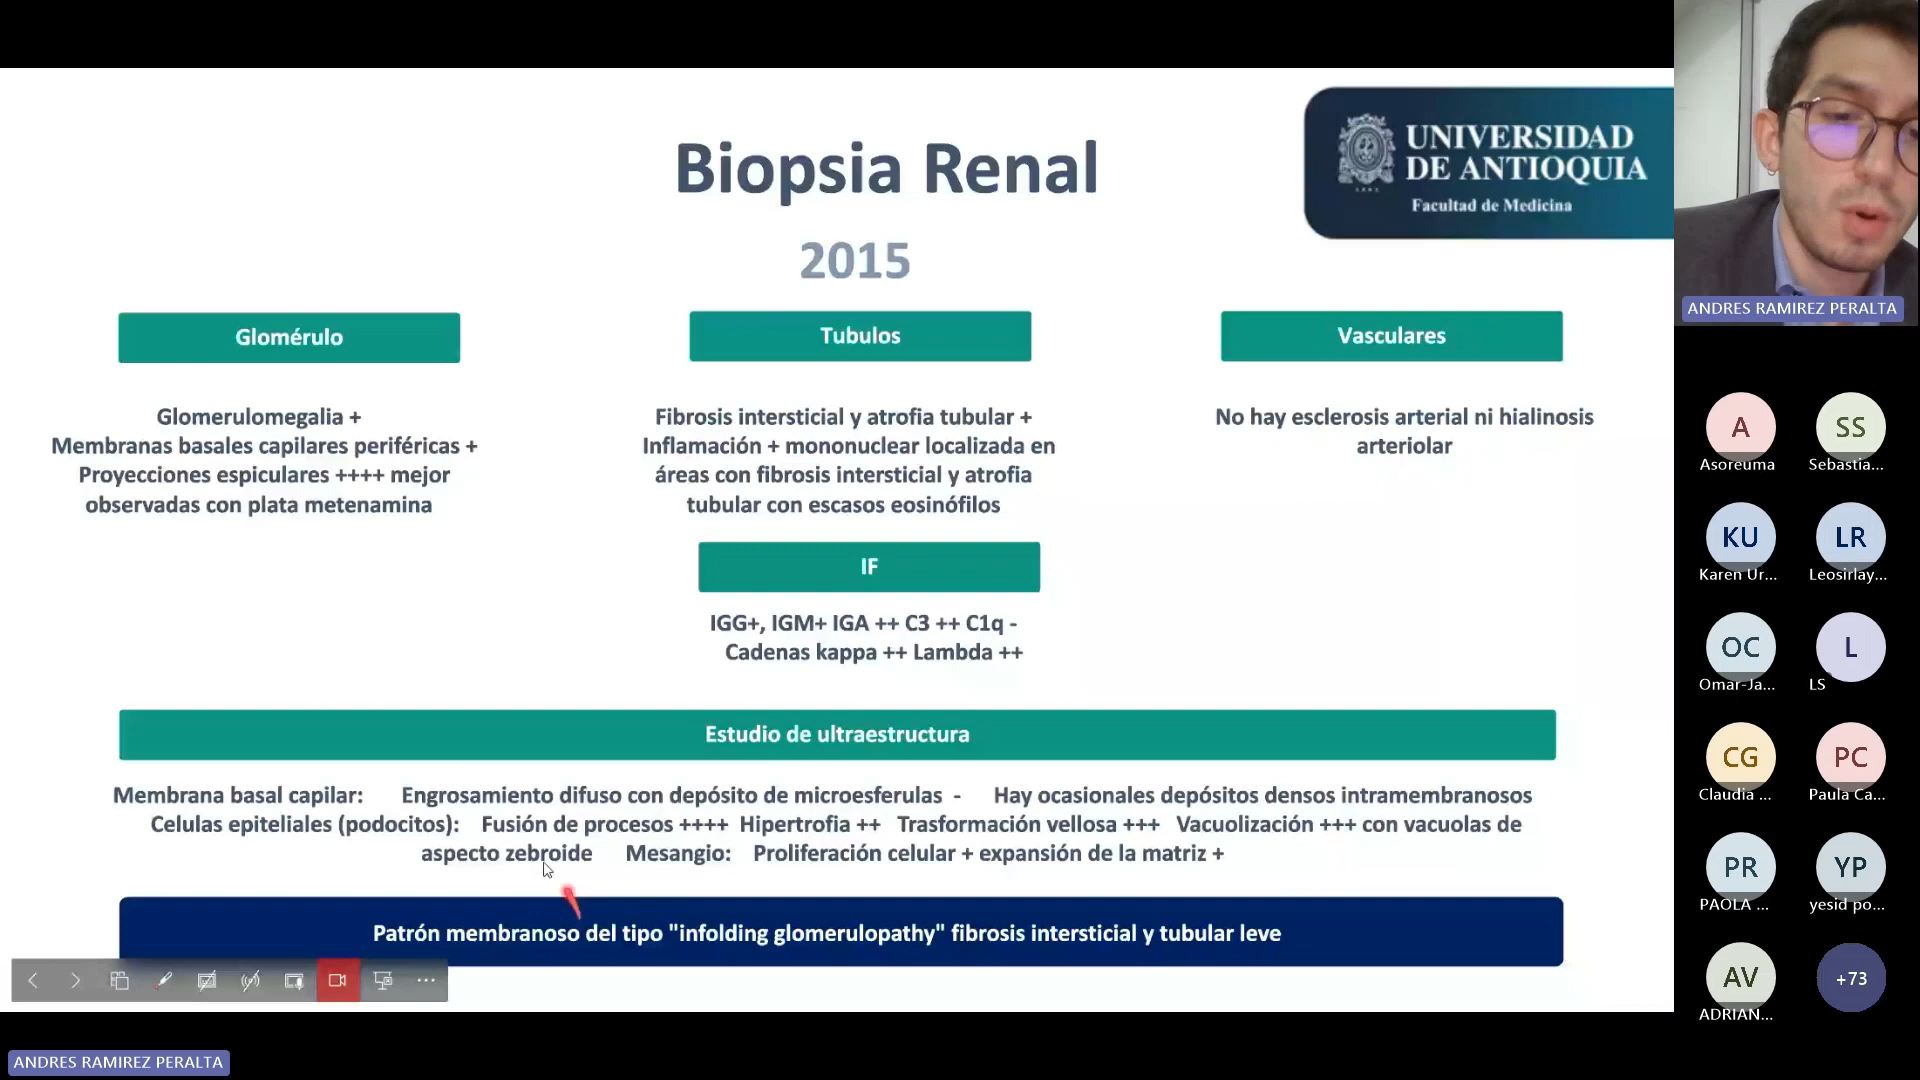 Biopsia Renal
2015
UNIVERSIDAD
DE ANTIOQUIA
Facultad de Medicina
Glomérulo
Glomerulomegalia +
Membranas basales capilares periféricas +
Proyecciones espiculares ++++ mejor
observadas con plata metenamina
Tubulos
Fibrosis intersticial y atrofia tubular +
Inflamación + mononuclear localizada en
áreas con fibrosis intersticial y atrofia
tubular con escasos eosinófilos
Vasculares
No hay esclerosis arterial ni hialinosis
arteriolar
IF
IGG+, IGM+ IGA ++ C3 ++ C1q -
Cadenas kappa ++ Lambda ++
Estudio de ultraestructura
Membrana basal capilar: Engrosamiento difuso con depósito de microesferulas - Hay ocasionales depósitos densos intramembranosos
Celulas epiteliales (podocitos): Fusión de procesos ++++ Hipertrofia ++ Trasformación vellosa +++ Vacuolización +++ con vacuolas de
aspecto zebroide Mesangio: Proliferación celular + expansión de la matriz +
Patrón membranoso del tipo "infolding glomerulopathy" fibrosis intersticial y tubular leve
ANDRES RAMIREZ PERALTA
A
Asoreuma
SS
Sebastia...
KU
Karen Ur...
LR
Leosirlay...
OC
Omar-Ja...
L
LS
CG
Claudia ...
PC
Paula Ca...
PR
PAOLA ...
YP
yesid po...
AV
ADRIAN...
+73
ANDRES RAMIREZ PERALTA